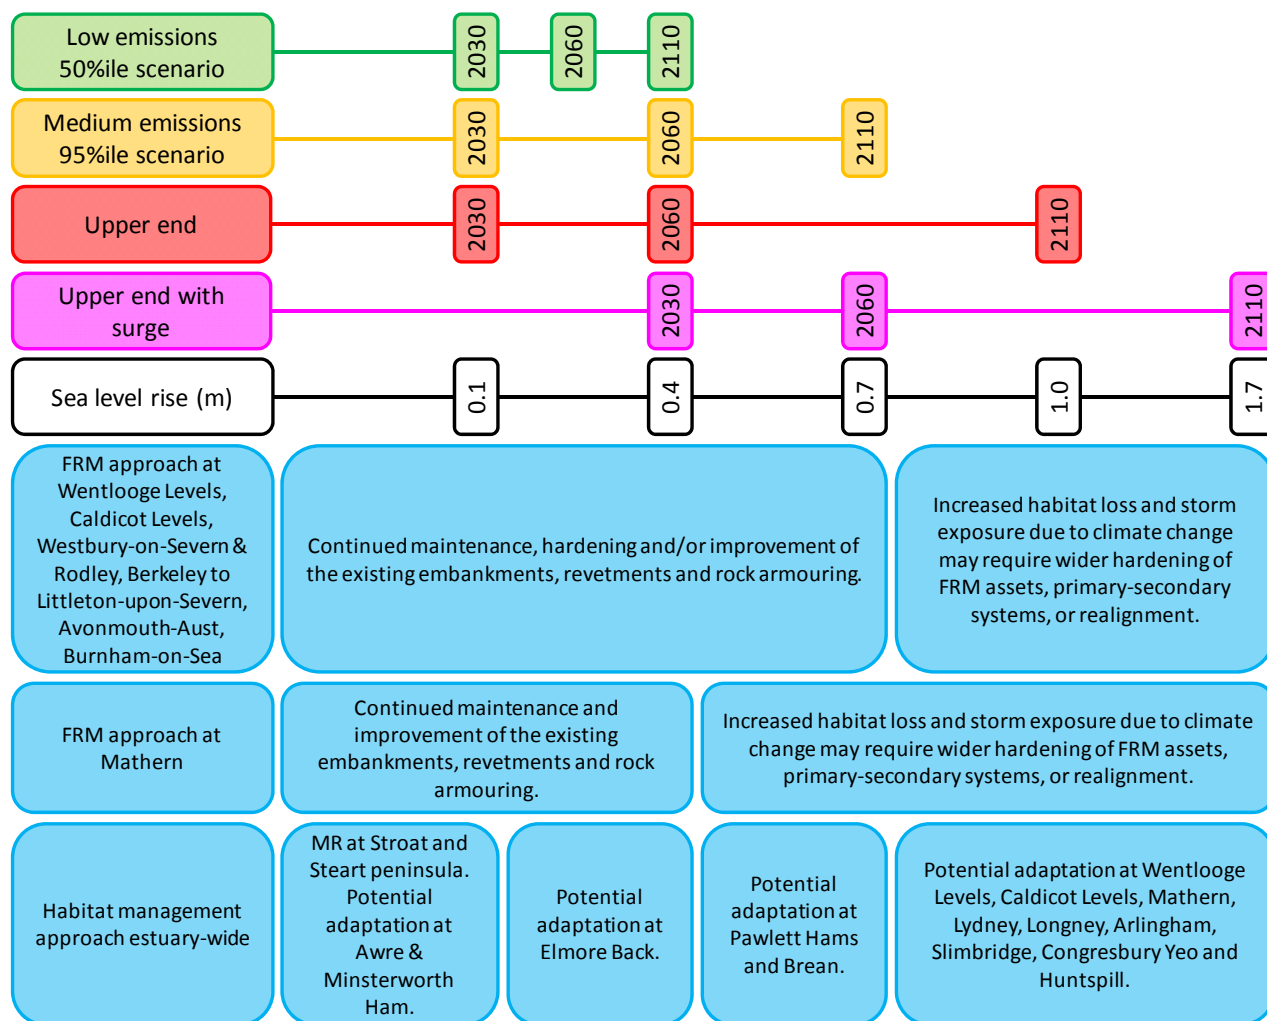 Low emissions
50%ile scenario
2030
2060
2110
Medium emissions
95%ile scenario
2030
2060
2110
Upper end
2030
2060
2110
Upper end with
surge
2030
2060
2110
Sea level rise (m)
0.1
0.4
0.7
1.0
1.7
FRM approach at
Wentlooge Levels,
Caldicot Levels,
Westbury-on-Severn &
Rodley, Berkeley to
Littleton-upon-Severn,
Avonmouth-Aust,
Burnham-on-Sea
Continued maintenance, hardening and/or improvement of
the existing embankments, revetments and rock armouring.
Increased habitat loss and storm
exposure due to climate change
may require wider hardening of
FRM assets, primary-secondary
systems, or realignment.
FRM approach at
Mathern
Continued maintenance and
improvement of the existing
embankments, revetments and rock
armouring.
Increased habitat loss and storm exposure due to climate
change may require wider hardening of FRM assets,
primary-secondary systems, or realignment.
Habitat management
approach estuary-wide
MR at Stroat and
Steart peninsula.
Potential
adaptation at
Awre &
Minsterworth
Ham.
Potential
adaptation at
Elmore Back.
Potential
adaptation at
Pawlett Hams
and Brean.
Potential adaptation at Wentlooge
Levels, Caldicot Levels, Mathern,
Lydney, Longney, Arlingham,
Slimbridge, Congresbury Yeo and
Huntspill.